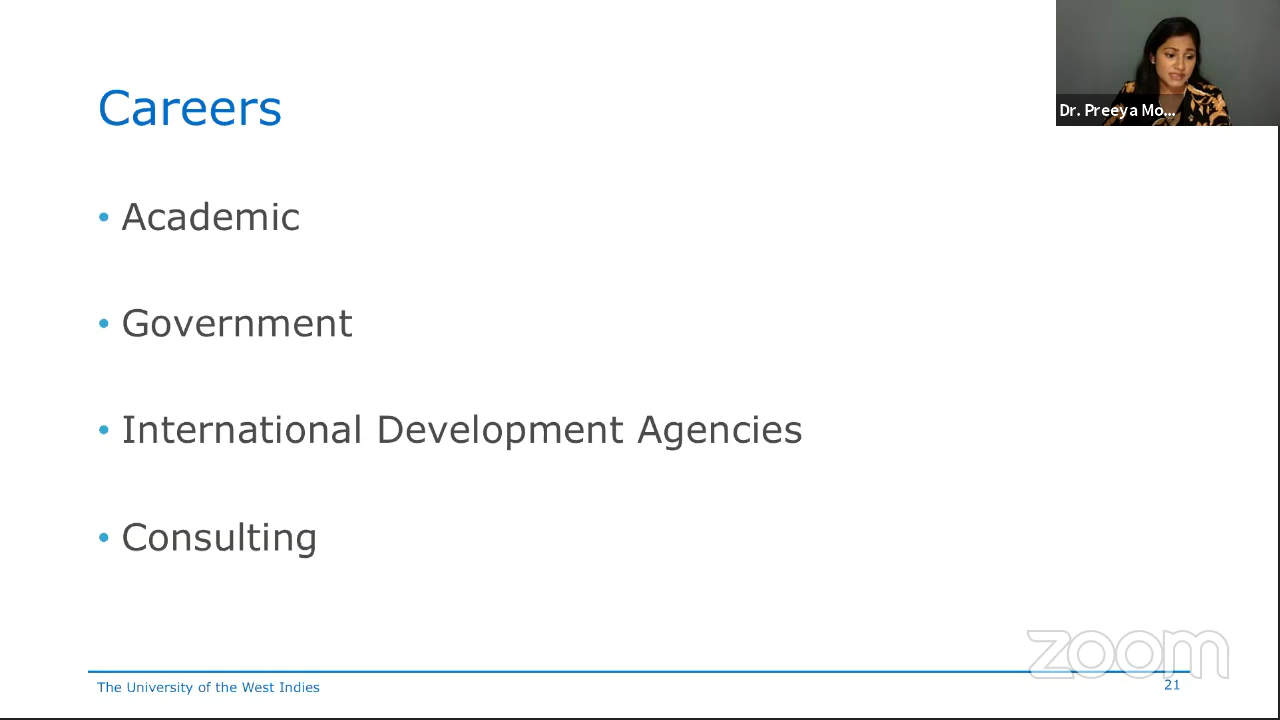 Careers
Dr. Preeya Mo...
• Academic
• Government
• International Development Agencies
• Consulting
zoom
The University of the West Indies
21